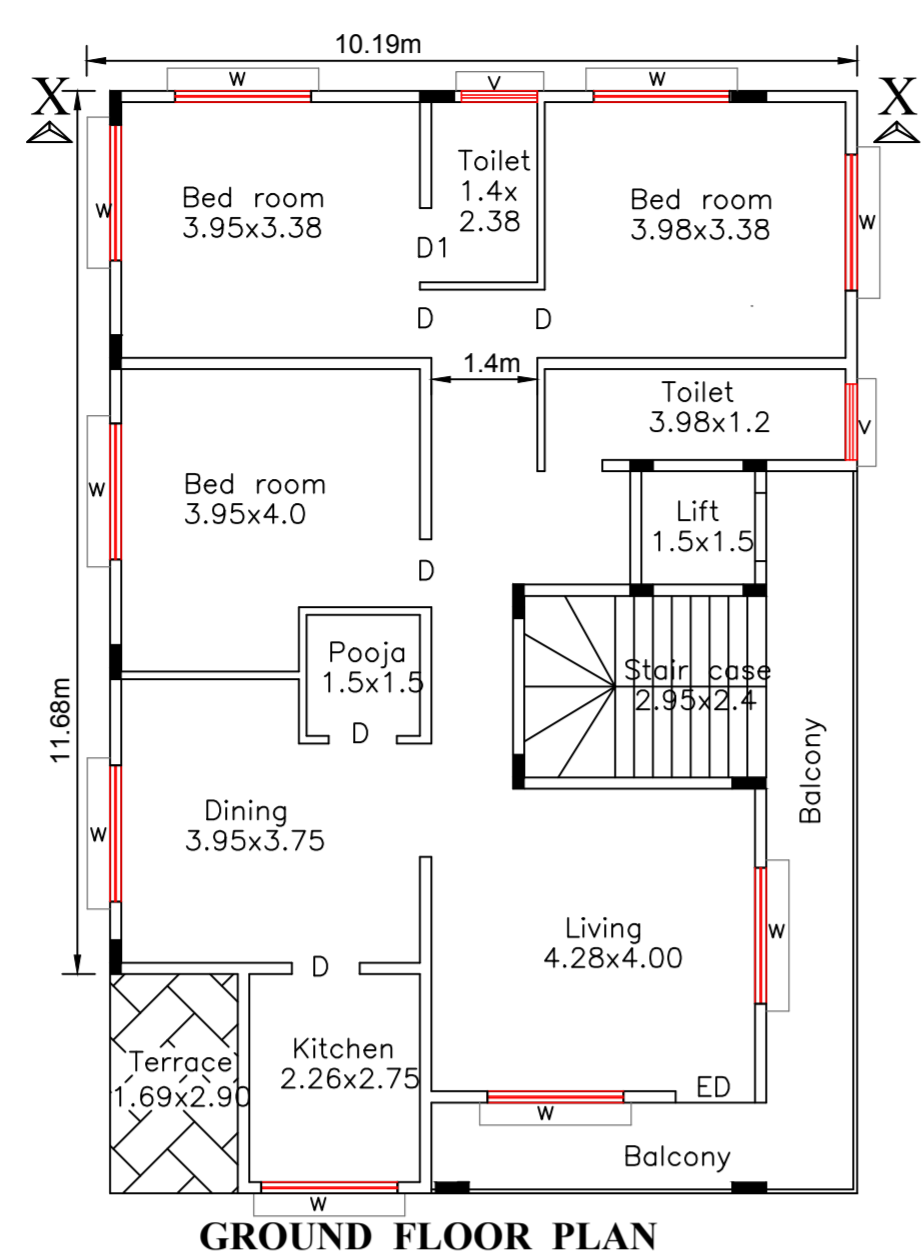 10.19m
X
X
W
V
W
Toilet
1.4x
2.38
Bed room
3.95x3.38
Bed room
3.98x3.38
W
W
D1
D
D
1.4m
Toilet
3.98x1.2
V
Bed room
3.95x4.0
W
Lift
1.5x1.5
D
Pooja
1.5x1.5
Stair case
2.95x2.4
11.68m
D
Balcony
Dining
3.95x3.75
W
Living
4.28x4.00
W
D
Kitchen
2.26x2.75
Terrace
1.69x2.90
ED
W
Balcony
W
GROUND FLOOR PLAN